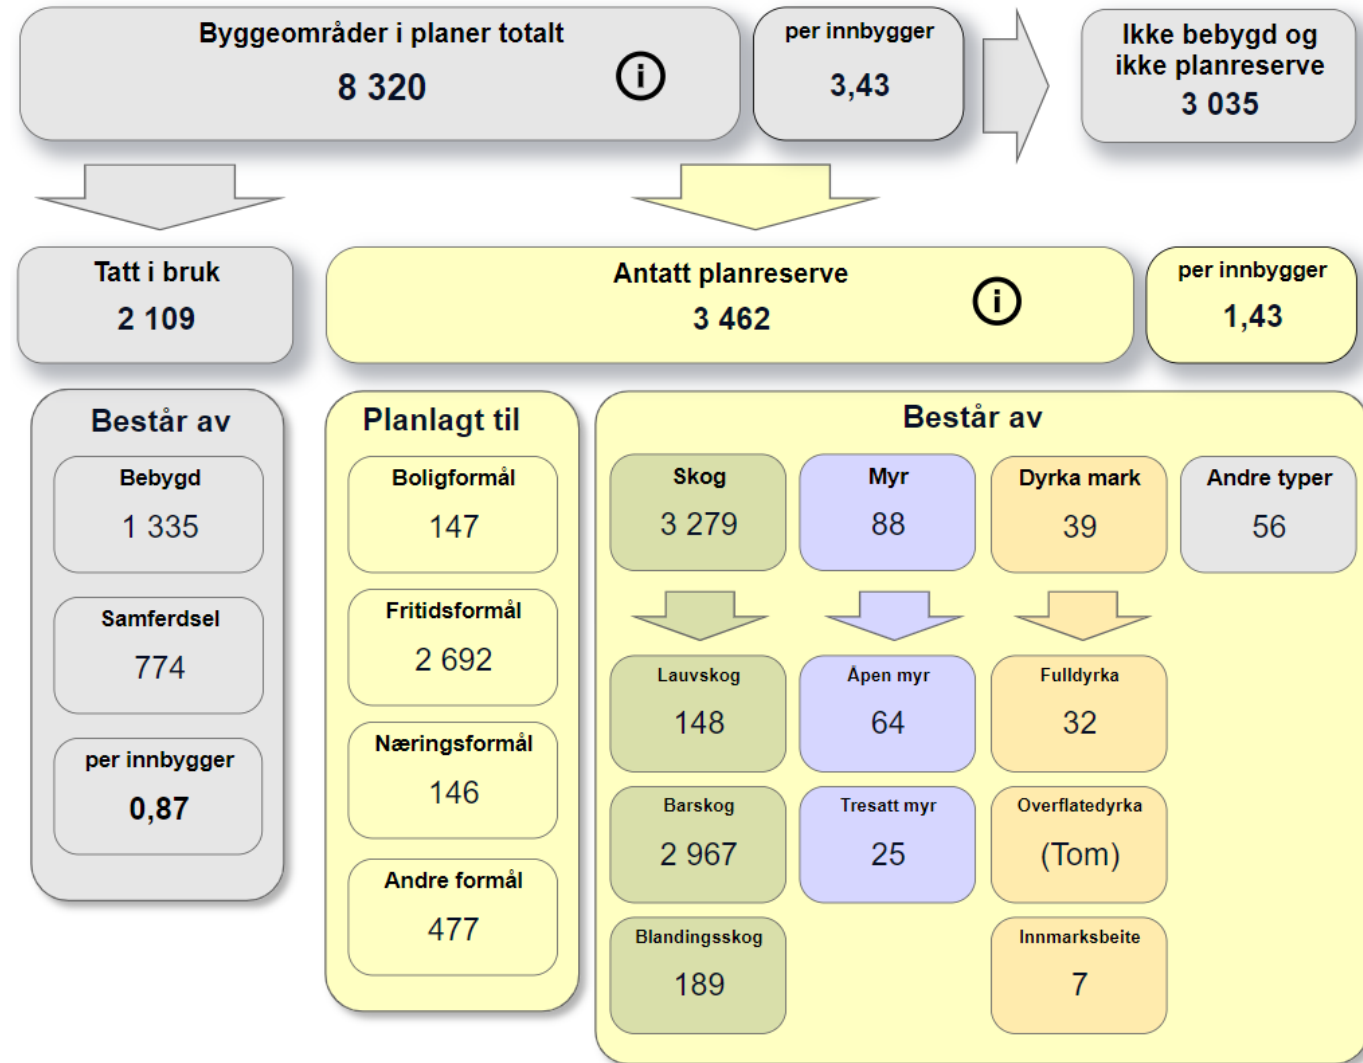 Byggeområder i planer totalt
8 320
i
per innbygger
3,43
Ikke bebygd og
ikke planreserve
3 035
Tatt i bruk
2 109
Antatt planreserve
3 462
i
per innbygger
1,43
Består av
Bebygd
1 335
Samferdsel
774
per innbygger
0,87
Planlagt til
Boligformål
147
Fritidsformål
2 692
Næringsformål
146
Andre formål
477
Består av
Skog
3 279
Myr
88
Dyrka mark
39
Andre typer
56
Lauvskog
148
Åpen myr
64
Fulldyrka
32
Barskog
2 967
Tresatt myr
25
Overflatedyrka
(Tom)
Blandingsskog
189
Innmarksbeite
7